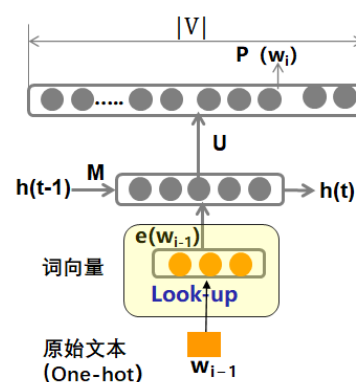 |V|
P (wi)
.....
U
M
h(t-1)
h(t)
e(wi-1)
词向量
Look-up
原始文本
(One-hot)
wi-1